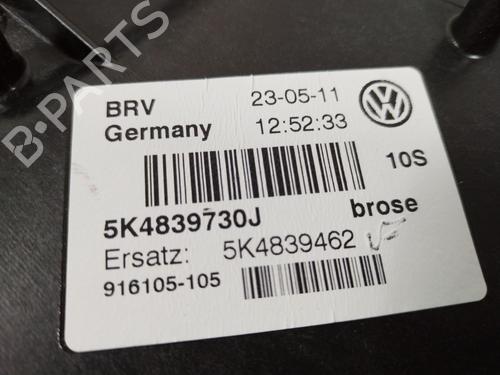 B-PARTS
BRV 23-05-11
Germany 12:52:33
10S
5K4839730J brose
Ersatz: 5K4839462
916105-105